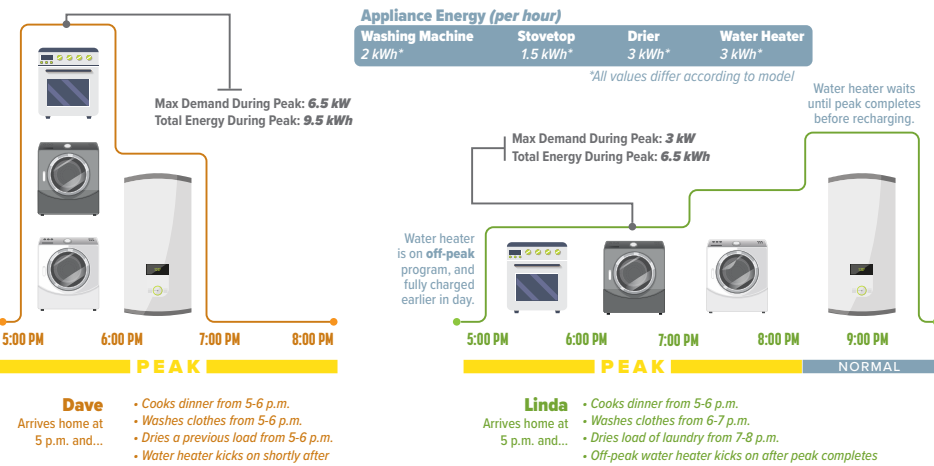 Appliance Energy (per hour)
Washing Machine Stovetop Drier Water Heater
2 kWh* 1.5 kWh* 3 kWh* 3 kWh*
*All values differ according to model
Max Demand During Peak: 6.5 kW
Total Energy During Peak: 9.5 kWh
5:00 PM 6:00 PM 7:00 PM 8:00 PM
PEAK
Dave
Arrives home at
5 p.m. and...
• Cooks dinner from 5-6 p.m.
• Washes clothes from 5-6 p.m.
• Dries a previous load from 5-6 p.m.
• Water heater kicks on shortly after
Water heater waits
until peak completes
before recharging.
Max Demand During Peak: 3 kW
Total Energy During Peak: 6.5 kWh
Water heater
is on off-peak
program, and
fully charged
earlier in day.
5:00 PM 6:00 PM 7:00 PM 8:00 PM 9:00 PM
PEAK NORMAL
Linda
Arrives home at
5 p.m. and...
• Cooks dinner from 5-6 p.m.
• Washes clothes from 6-7 p.m.
• Dries load of laundry from 7-8 p.m.
• Off-peak water heater kicks on after peak completes